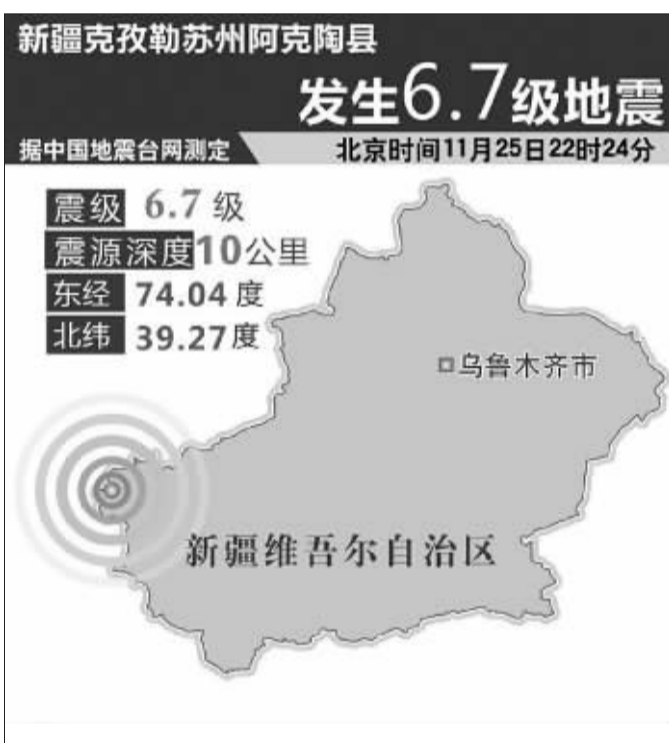 新疆克孜勒苏州阿克陶县
发生6.7级地震
据中国地震台网测定 北京时间11月25日22时24分
震级 6.7 级
震源深度10公里
东经 74.04 度
北纬 39.27度
乌鲁木齐市
新疆维吾尔自治区